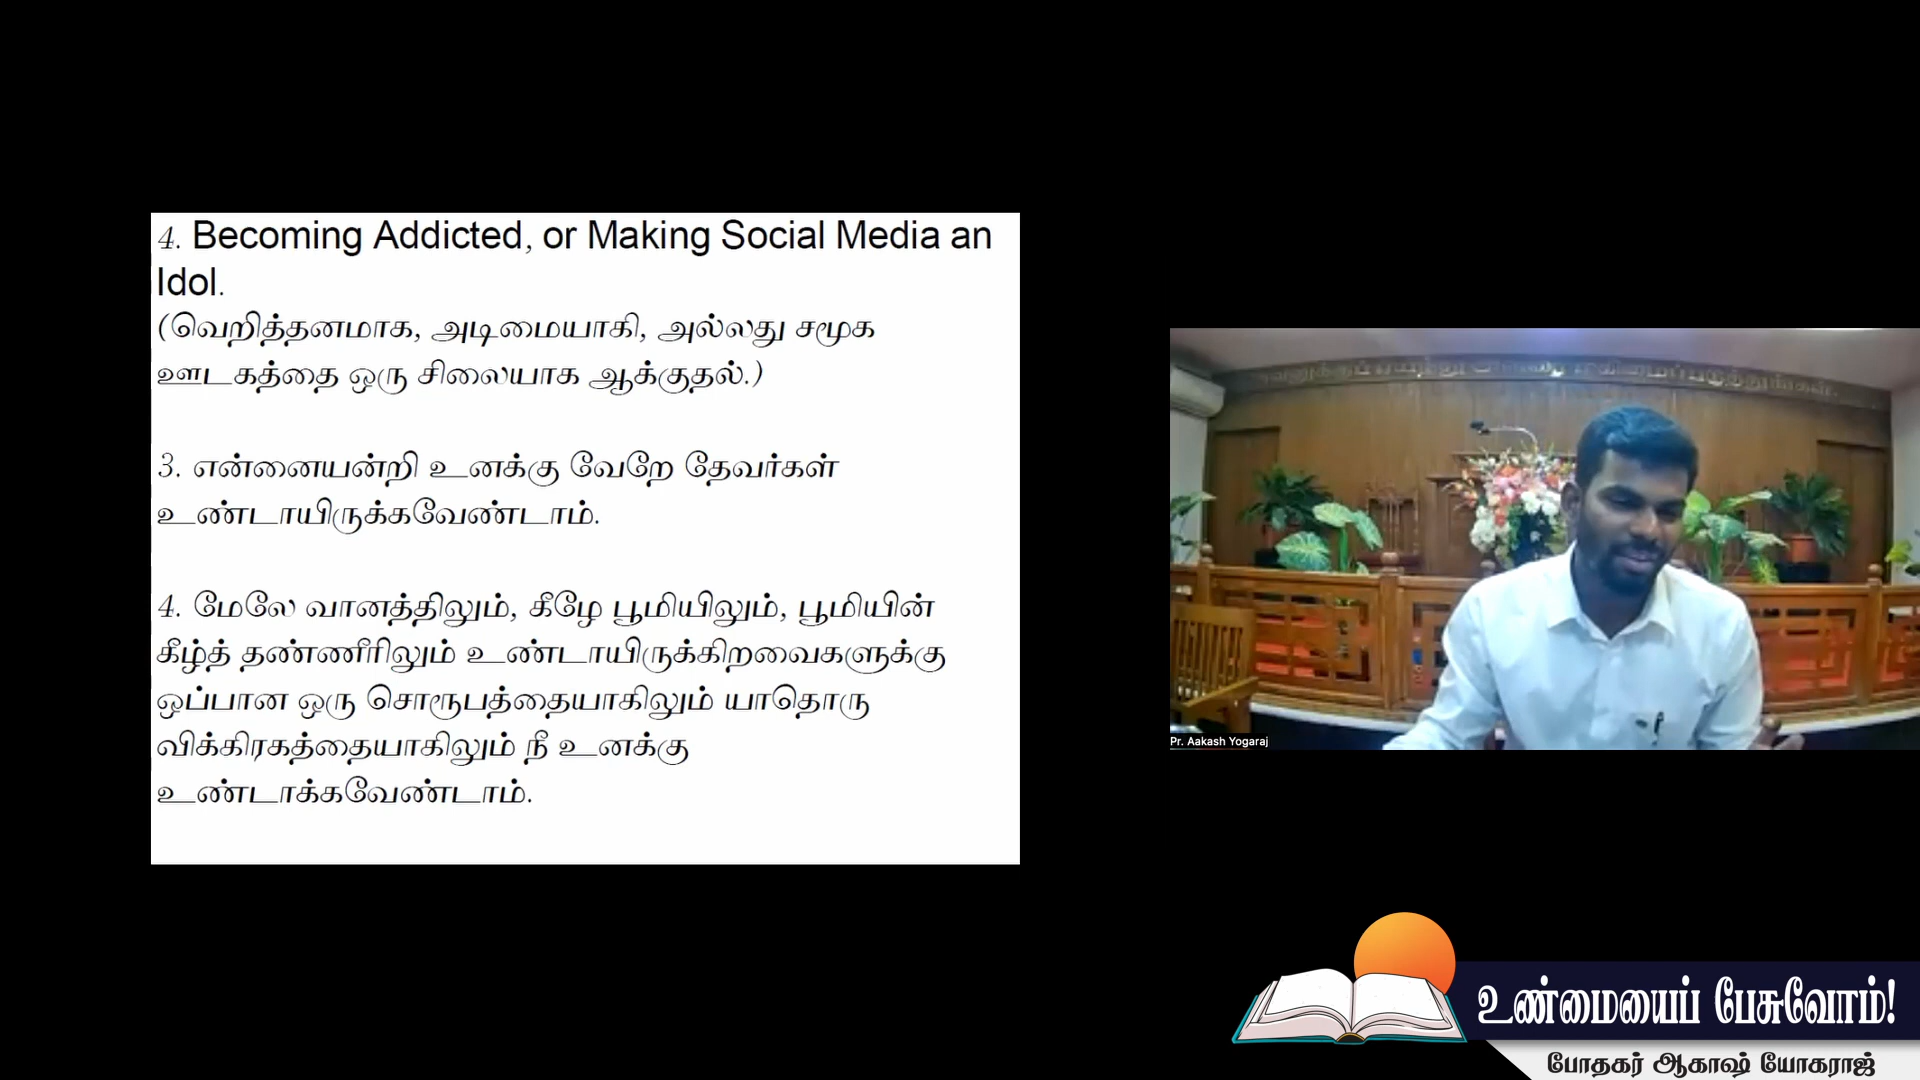 4. Becoming Addicted, or Making Social Media an
Idol.
(வெறித்தனமாக, அடிமையாகி, அல்லது சமூக
ஊடகத்தை ஒரு சிலையாக ஆக்குதல்.)
3. என்னையன்றி உனக்கு வேறே தேவர்கள்
உண்டாயிருக்கவேண்டாம்.
4. மேலே வானத்திலும், கீழே பூமியிலும், பூமியின்
கீழ்த் தண்ணீரிலும் உண்டாயிருக்கிறவைகளுக்கு
ஒப்பான ஒரு சொரூபத்தையாகிலும் யாதொரு
விக்கிரகத்தையாகிலும் நீ உனக்கு
உண்டாக்கவேண்டாம்.
Pr. Aakash Yogaraj
உண்மையைப் பேசுவோம்!
போதகர் ஆகாஷ் யோகராஜ்